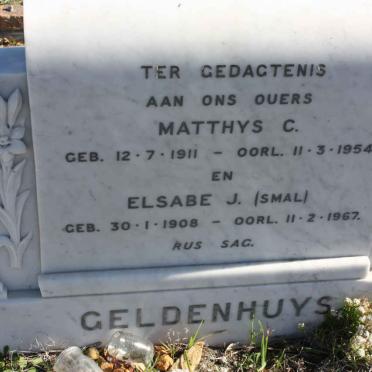 TER GEDAGTENIS
AAN ONS OUERS
MATTHYS C.
GEB. 12·7·1911 – OORL. 11·3·1954
EN
ELSABE J. (SMAL)
GEB. 30·1·1908 – OORL. 11·2·1967.
RUS SAG.
GELDENHUYS